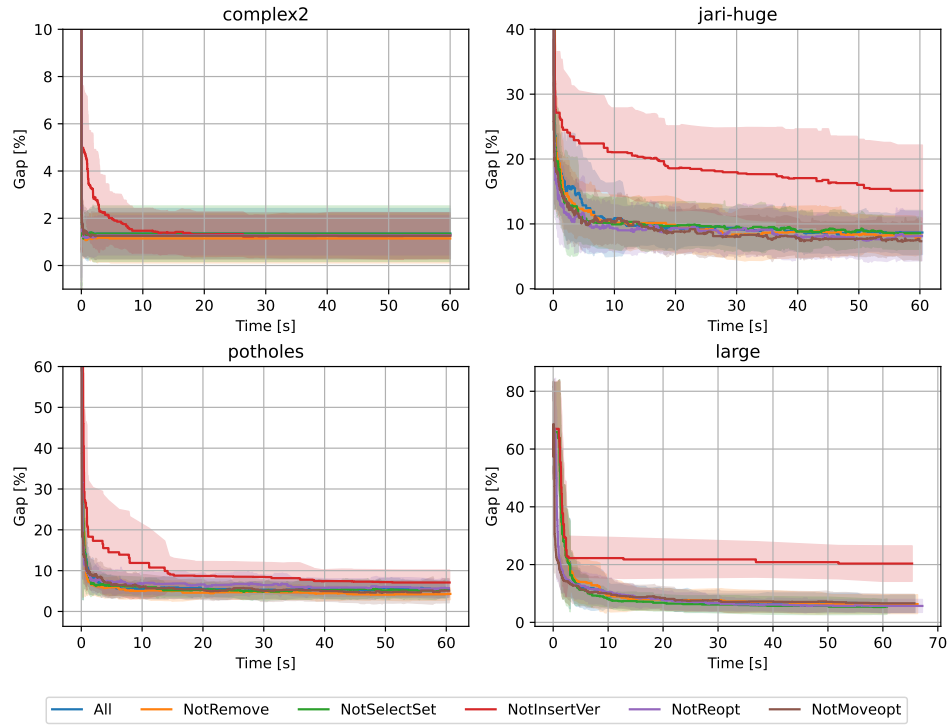 complex2
jari-huge
10
8
6
4
2
0
Gap [%]
0 10 20 30 40 50 60
Time [s]
40
30
20
10
0
Gap [%]
0 10 20 30 40 50 60
Time [s]
potholes
large
60
50
40
30
20
10
0
Gap [%]
0 10 20 30 40 50 60
Time [s]
80
60
40
20
0
Gap [%]
0 10 20 30 40 50 60 70
Time [s]
All NotRemove NotSelectSet NotInsertVer NotReopt NotMoveopt